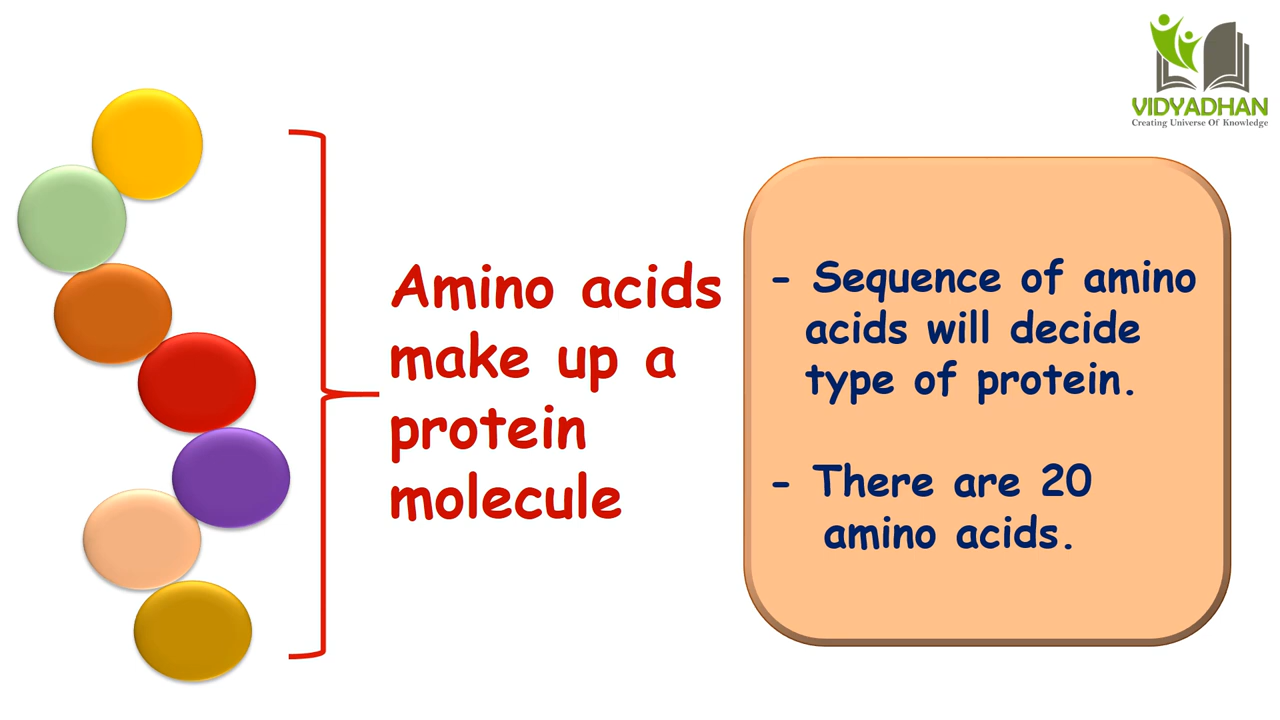 VIDYADHAN
Creating Universe Of Knowledge
Amino acids
make up a
protein
molecule
- Sequence of amino
acids will decide
type of protein.
- There are 20
amino acids.